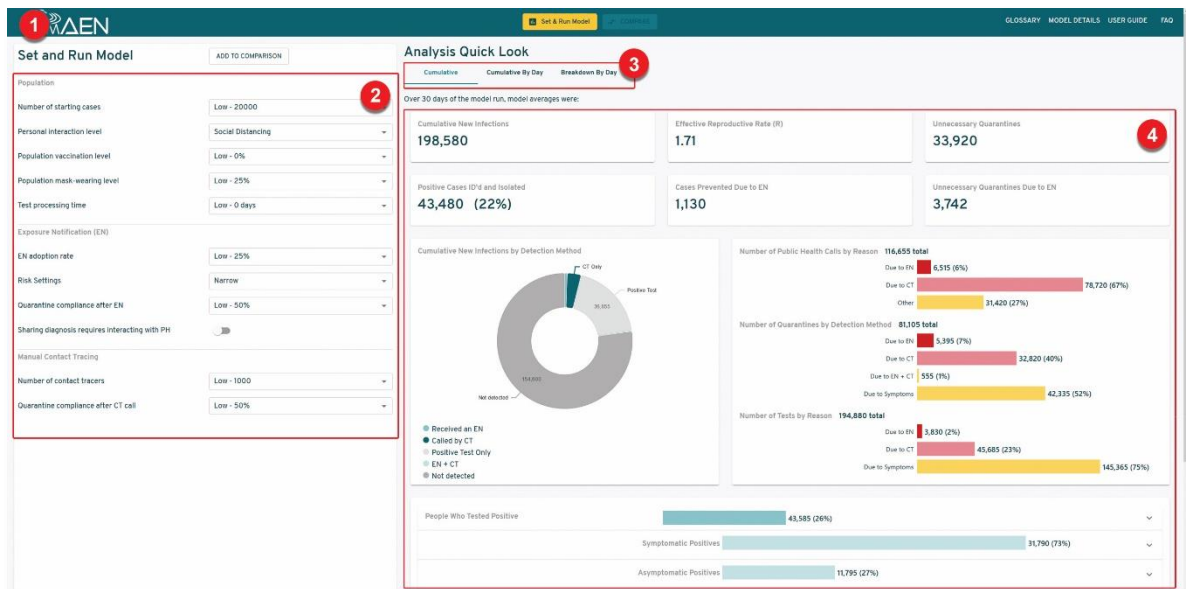 1
ΛEN
Set & Run Model
COMPARE
GLOSSARY MODEL DETAILS USER GUIDE FAQ
Set and Run Model
ADD TO COMPARISON
2
Population
Number of starting cases Low - 20000
Personal interaction level Social Distancing
Population vaccination level Low - 0%
Population mask-wearing level Low - 25%
Test processing time Low - 0 days
Exposure Notification (EN)
EN adoption rate Low - 25%
Risk Settings Narrow
Quarantine compliance after EN Low - 50%
Sharing diagnosis requires interacting with PH
Manual Contact Tracing
Number of contact tracers Low - 1000
Quarantine compliance after CT call Low - 50%
Analysis Quick Look
3
Cumulative Cumulative By Day Breakdown By Day
Over 30 days of the model run, model averages were:
4
Cumulative New Infections
198,580
Effective Reproductive Rate (R)
1.71
Unnecessary Quarantines
33,920
Positive Cases ID'd and Isolated
43,480 (22%)
Cases Prevented Due to EN
1,130
Unnecessary Quarantines Due to EN
3,742
Cumulative New Infections by Detection Method
CT Only
Positive Test
Not detected
Received an EN
Called by CT
Positive Test Only
EN + CT
Not detected
Number of Public Health Calls by Reason 116,655 total
Due to EN 6,515 (6%)
Due to CT 78,720 (67%)
Other 31,420 (27%)
Number of Quarantines by Detection Method 81,105 total
Due to EN 5,395 (7%)
Due to CT 32,820 (40%)
Due to EN + CT 555 (1%)
Due to Symptoms 42,335 (52%)
Number of Tests by Reason 194,880 total
Due to EN 3,830 (2%)
Due to CT 45,685 (23%)
Due to Symptoms 145,365 (75%)
People Who Tested Positive 43,585 (26%)
Symptomatic Positives 31,790 (73%)
Asymptomatic Positives 11,795 (27%)